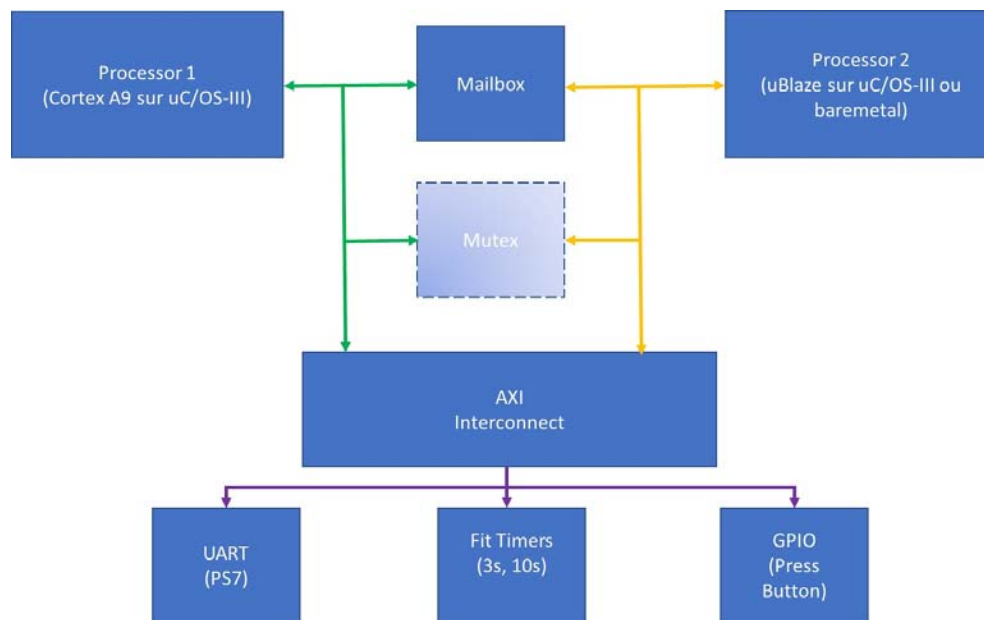 Processor 1
(Cortex A9 sur uC/OS-III)
Mailbox
Processor 2
(uBlaze sur uC/OS-III ou
baremetal)
Mutex
AXI
Interconnect
UART
(PS7)
Fit Timers
(3s, 10s)
GPIO
(Press
Button)